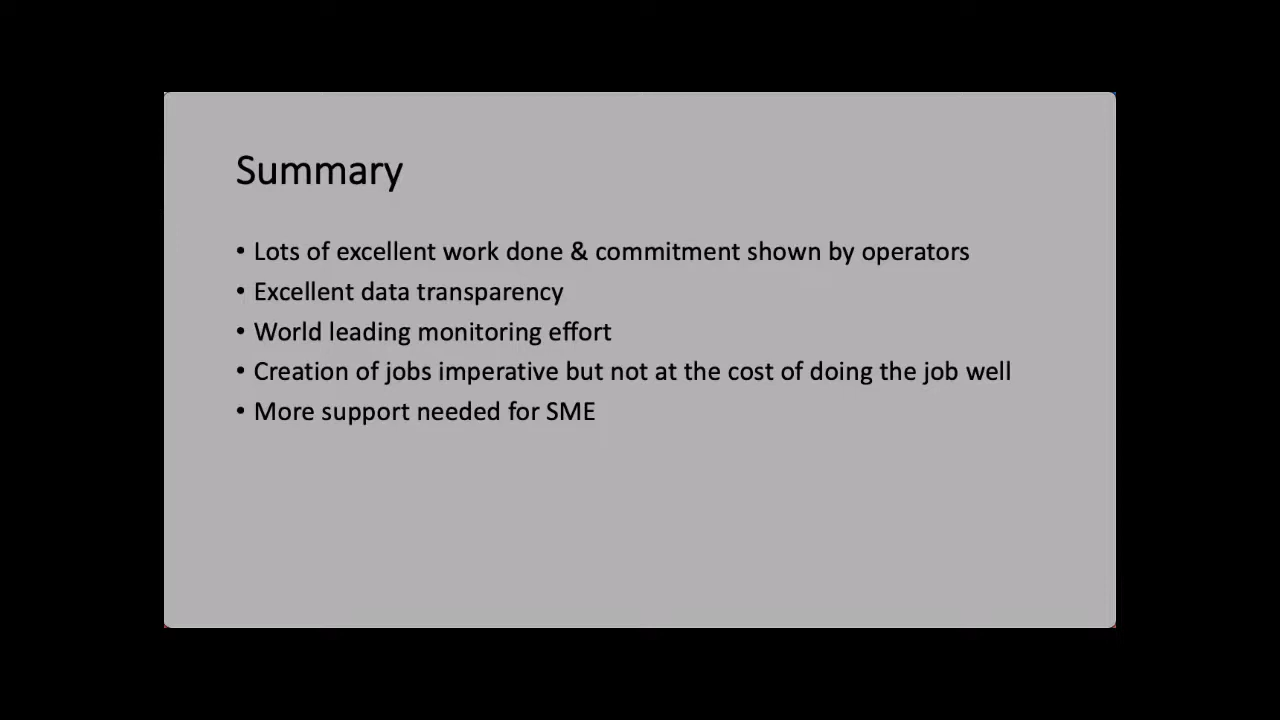 Summary
• Lots of excellent work done & commitment shown by operators
• Excellent data transparency
• World leading monitoring effort
• Creation of jobs imperative but not at the cost of doing the job well
• More support needed for SME